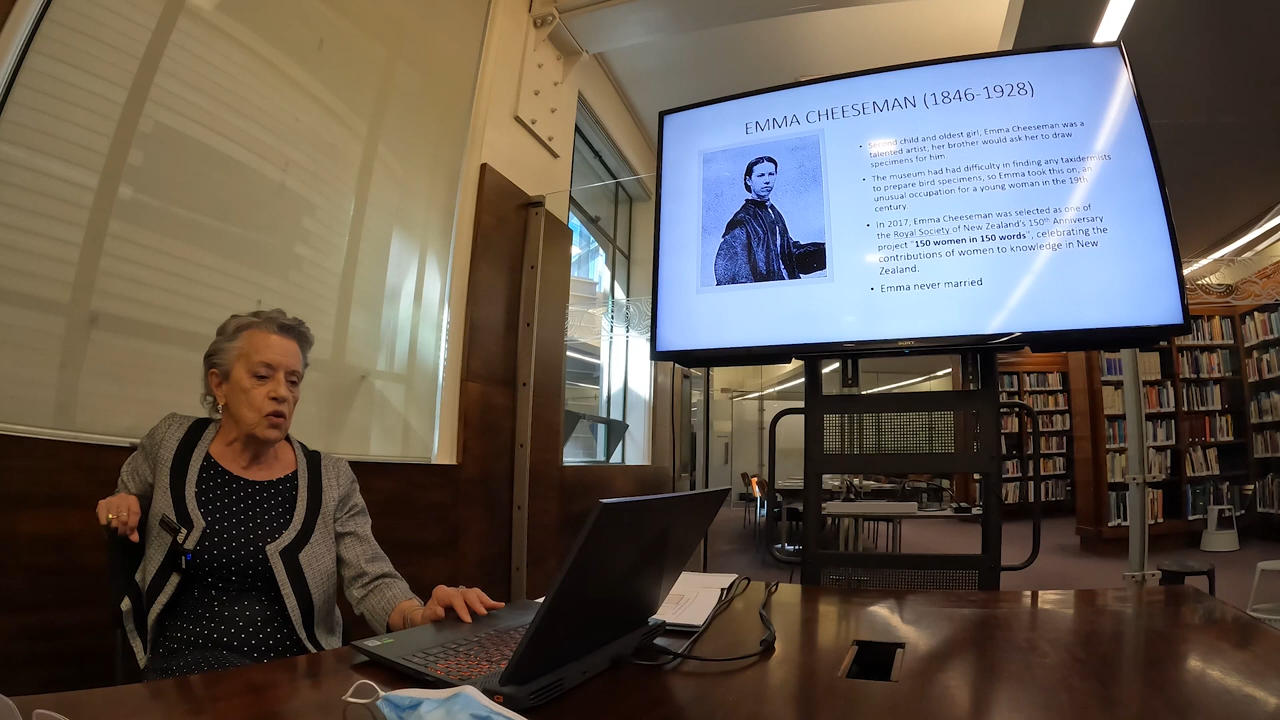 EMMA CHEESEMAN (1846-1928)
• Second child and oldest girl, Emma Cheeseman was a
talented artist; her brother would ask her to draw
specimens for him
• The museum had had difficulty in finding any taxidermists
to prepare bird specimens, so Emma took this on, an
unusual occupation for a young woman in the 19th
century.
• In 2017, Emma Cheeseman was selected as one of
the Royal Society of New Zealand's 150th Anniversary
project "150 women in 150 words", celebrating the
contributions of women to knowledge in New
Zealand.
• Emma never married
SONY